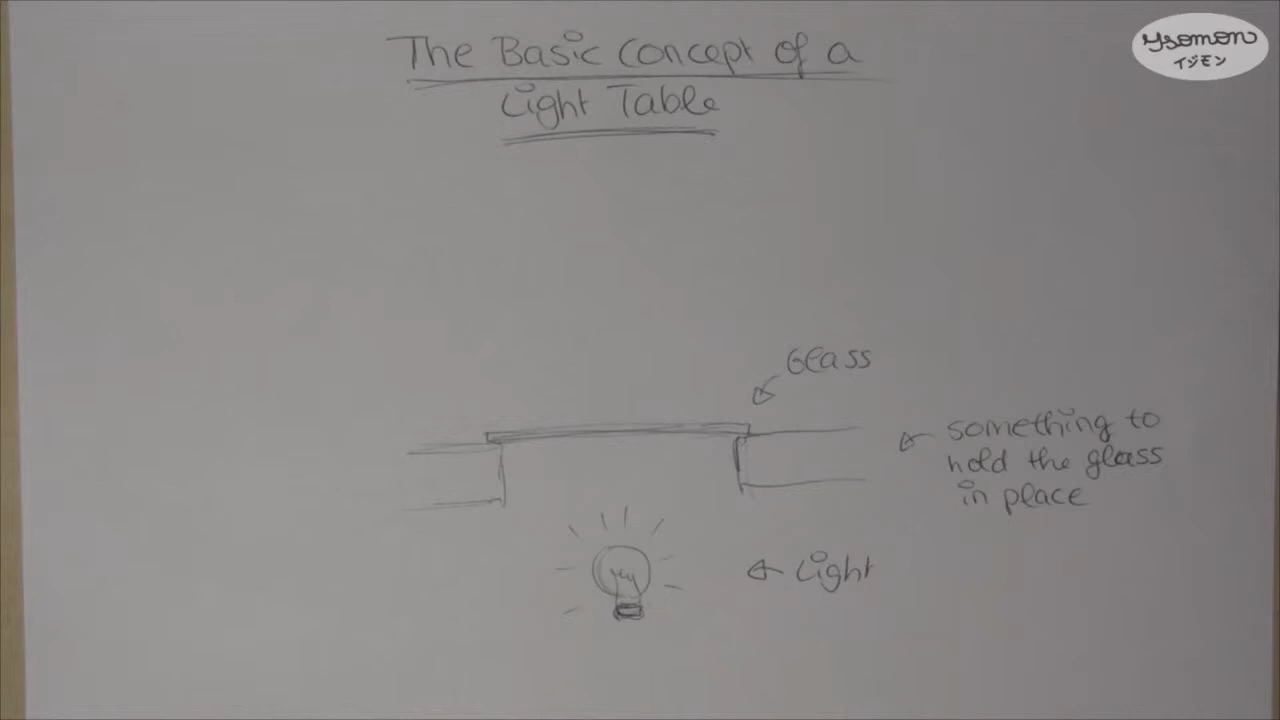 The Basic Concept of a
Light Table
Ysomon
イジモン
Glass
something to
hold the glass
in place
Light